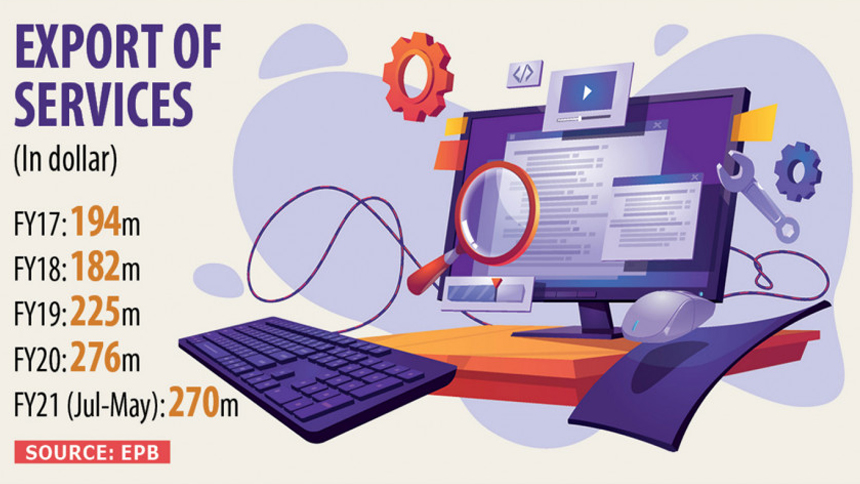 EXPORT OF
SERVICES
(In dollar)
FY17: 194m
FY18: 182m
FY19: 225m
FY20: 276m
FY21 (Jul-May): 270m
SOURCE: EPB
</>